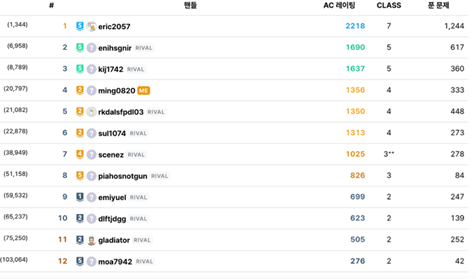 # 핸들 AC 레이팅 CLASS 푼 문제
(1,344) 1 5 eric2057 2218 7 1,244
(6,958) 2 5 enihsgnir RIVAL 1690 5 617
(8,789) 3 5 kij1742 RIVAL 1637 5 360
(20,797) 4 2 ming0820 ME 1356 4 333
(21,082) 5 2 rkdalsfpdl03 RIVAL 1350 4 448
(22,878) 6 2 sul1074 RIVAL 1313 4 273
(38,949) 7 4 scenez RIVAL 1025 3++ 278
(51,158) 8 5 piahosnotgun RIVAL 826 3 84
(59,532) 9 1 emiyuel RIVAL 699 2 247
(65,237) 10 2 dlftjdgg RIVAL 623 2 139
(75,250) 11 2 gladiator RIVAL 505 2 252
(103,064) 12 5 moa7942 RIVAL 276 2 42